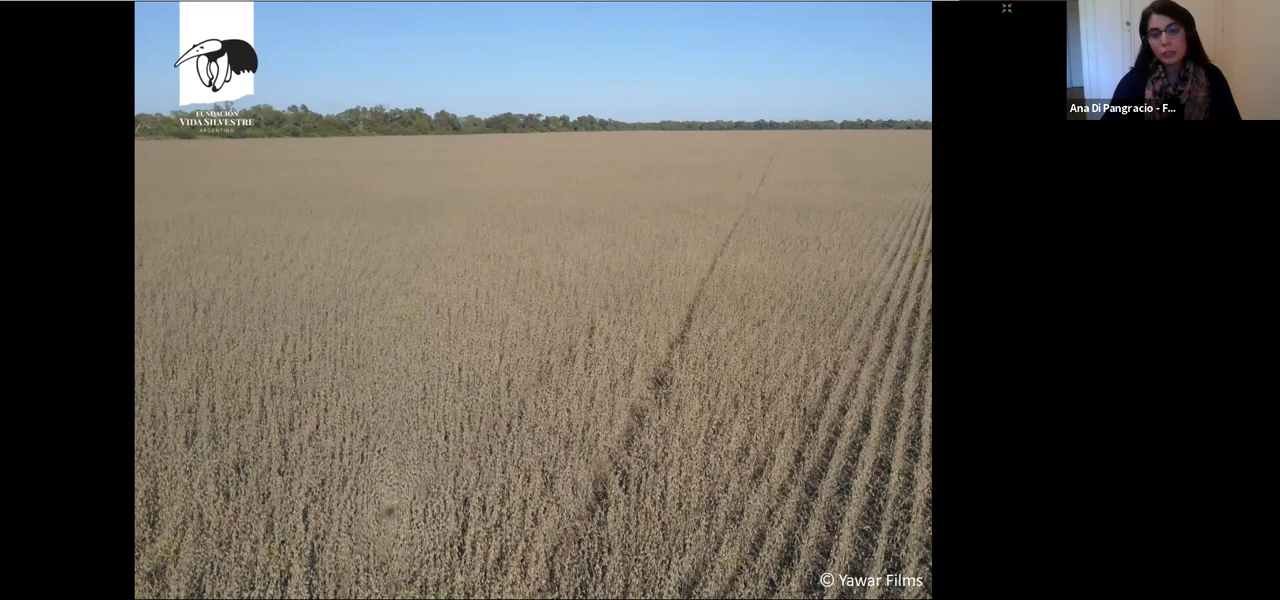 FUNDACIÓN
VIDA SILVESTRE
ARGENTINA
Ana Di Pangracio - F...
© Yawar Films